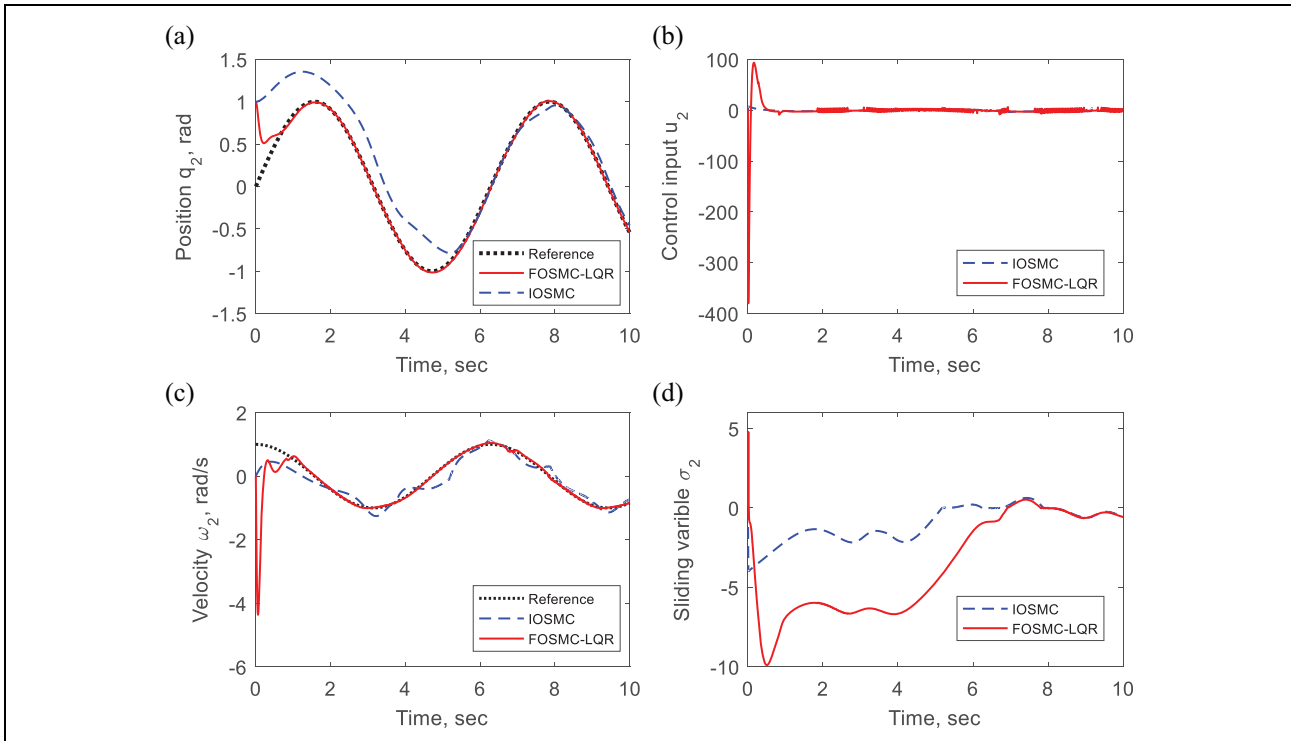 (a)
1.5
1
0.5
0
-0.5
-1
-1.5
Position q_2, rad
Reference
FOSMC-LQR
IOSMC
0 2 4 6 8 10
Time, sec
(b)
100
0
-100
-200
-300
-400
Control input u_2
IOSMC
FOSMC-LQR
0 2 4 6 8 10
Time, sec
(c)
2
0
-2
-4
-6
Velocity ω_2, rad/s
Reference
IOSMC
FOSMC-LQR
0 2 4 6 8 10
Time, sec
(d)
5
0
-5
-10
Sliding varible σ_2
IOSMC
FOSMC-LQR
0 2 4 6 8 10
Time, sec